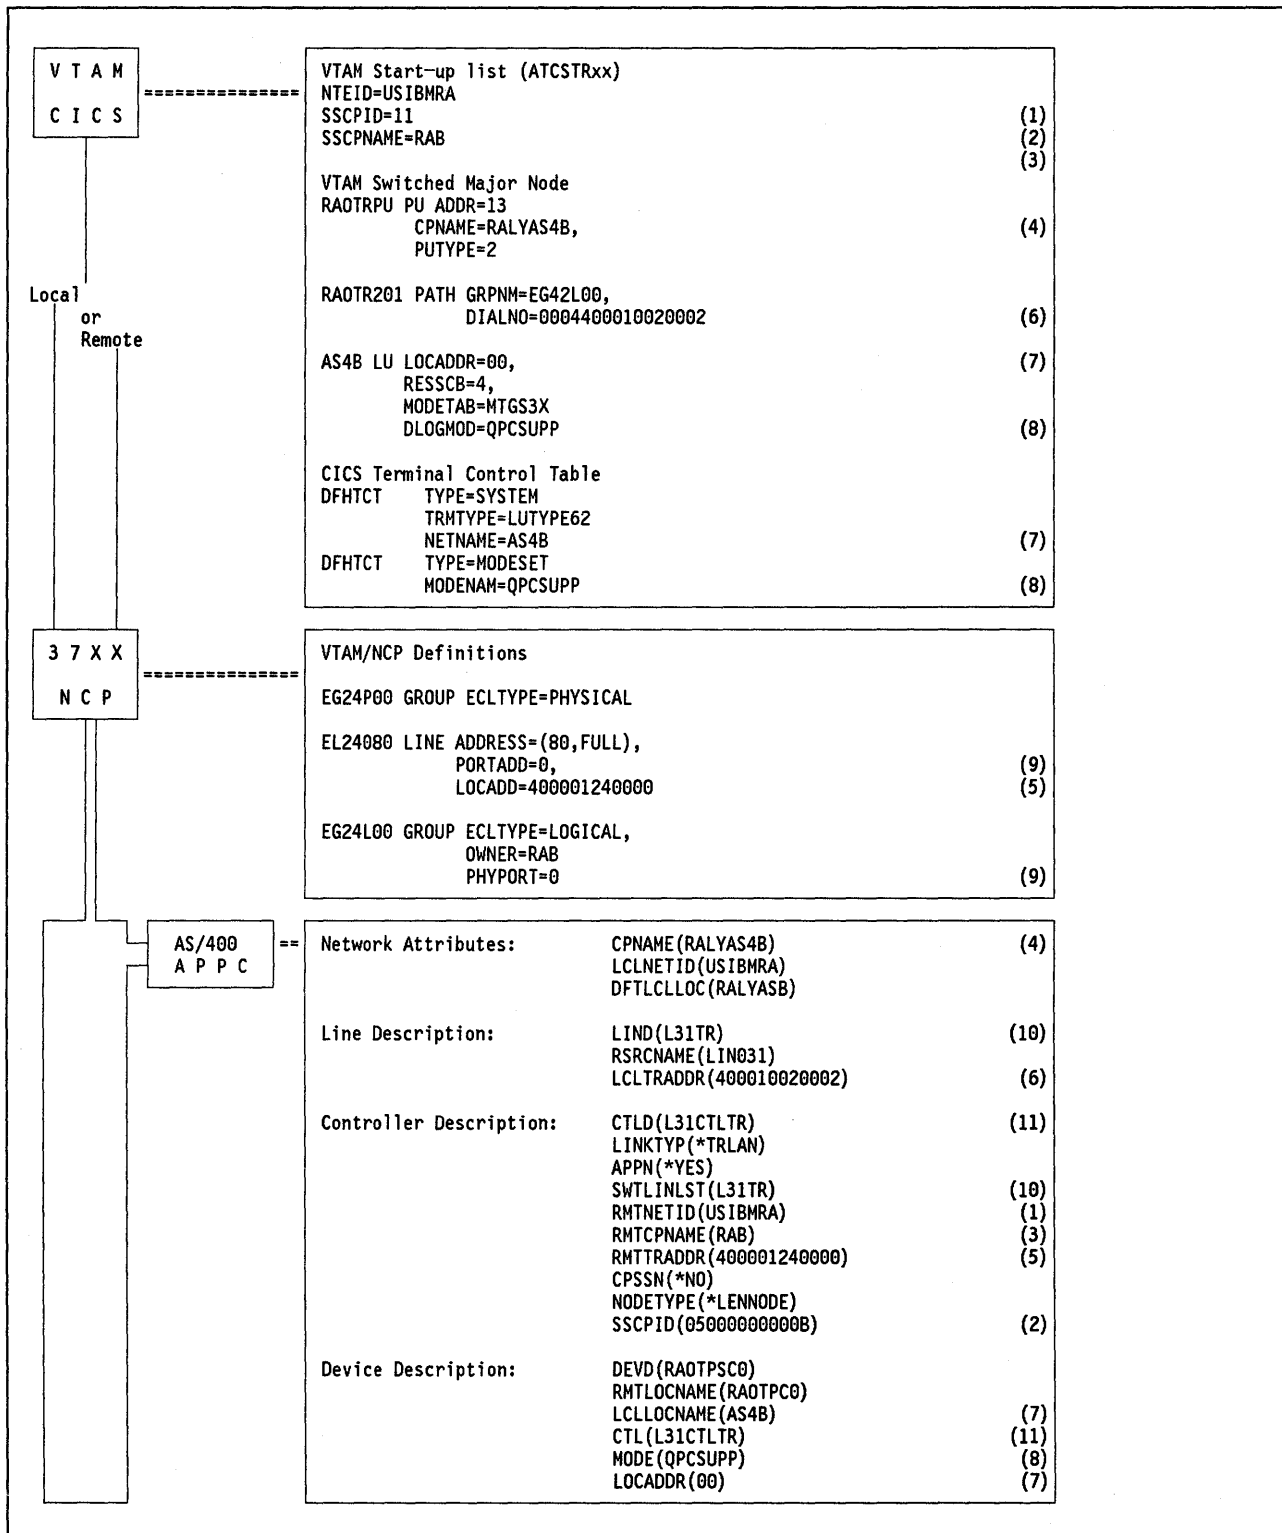 V T A M
C I C S
===============
VTAM Start-up list (ATCSTRxx)
NTEID=USIBMRA
SSCPID=11 (1)
SSCPNAME=RAB (2)
(3)
VTAM Switched Major Node
RAOTRPU PU ADDR=13
CPNAME=RALYAS4B, (4)
PUTYPE=2
Local
or
Remote
RAOTR201 PATH GRPNM=EG42L00,
DIALNO=0004400010020002 (6)
AS4B LU LOCADDR=00, (7)
RESSCB=4,
MODETAB=MTGS3X
DLOGMOD=QPCSUPP (8)
CICS Terminal Control Table
DFHTCT TYPE=SYSTEM
TRMTYPE=LUTYPE62
NETNAME=AS4B (7)
DFHTCT TYPE=MODESET
MODENAM=QPCSUPP (8)
3 7 X X
N C P
===============
VTAM/NCP Definitions
EG24P00 GROUP ECLTYPE=PHYSICAL
EL24080 LINE ADDRESS=(80,FULL),
PORTADD=0, (9)
LOCADD=400001240000 (5)
EG24L00 GROUP ECLTYPE=LOGICAL,
OWNER=RAB
PHYPORT=0 (9)
AS/400
A P P C
==
Network Attributes: CPNAME(RALYAS4B) (4)
LCLNETID(USIBMRA)
DFTLCLLOC(RALYASB)
Line Description: LIND(L31TR) (10)
RSRCNAME(LIN031)
LCLTRADDR(400010020002) (6)
Controller Description: CTLD(L31CTLTR) (11)
LINKTYP(*TRLAN)
APPN(*YES)
SWTLINLST(L31TR) (10)
RMTNETID(USIBMRA) (1)
RMTCPNAME(RAB) (3)
RMTTRADDR(400001240000) (5)
CPSSN(*NO)
NODETYPE(*LENNODE)
SSCPID(05000000000B) (2)
Device Description: DEVD(RAOTPSC0)
RMTLOCNAME(RAOTPC0)
LCLLOCNAME(AS4B) (7)
CTL(L31CTLTR) (11)
MODE(QPCSUPP) (8)
LOCADDR(00) (7)